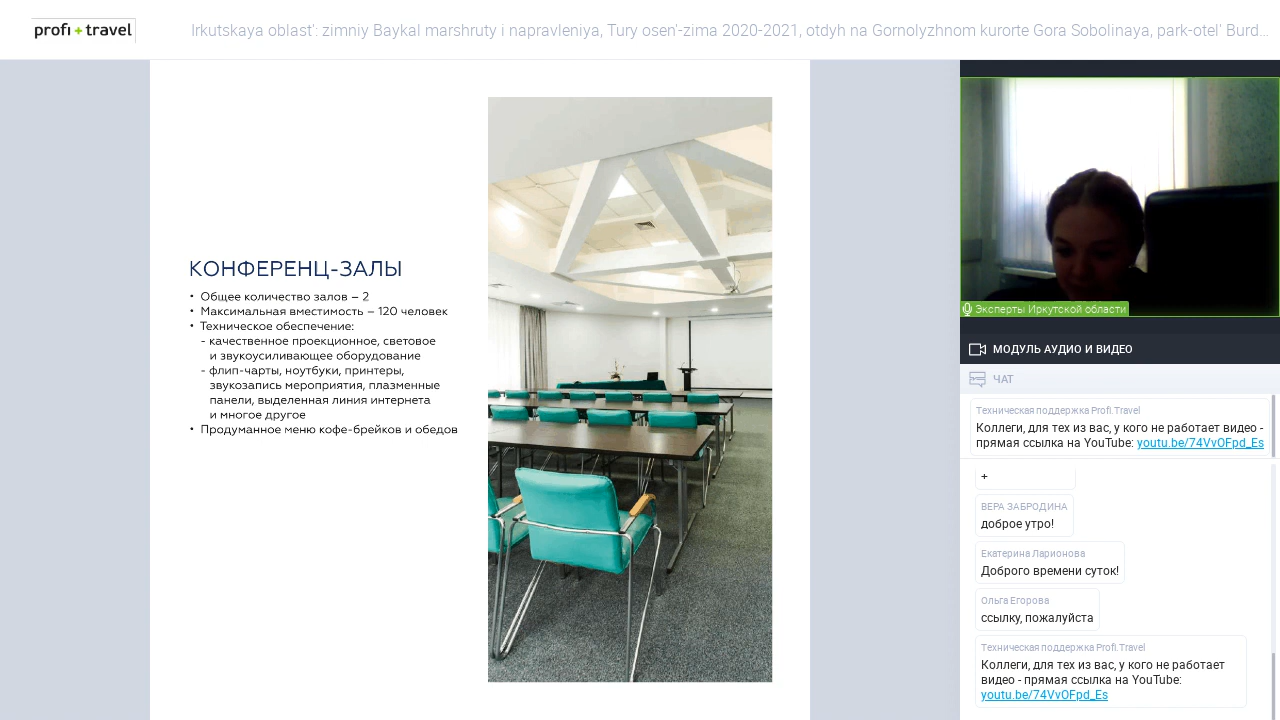 profi + travel
Irkutskaya oblast': zimniy Baykal marshruty i napravleniya, Tury osen'-zima 2020-2021, otdyh na Gornolyzhnom kurorte Gora Sobolinaya, park-otel' Burd...
КОНФЕРЕНЦ-ЗАЛЫ
• Общее количество залов – 2
• Максимальная вместимость – 120 человек
• Техническое обеспечение:
- качественное проекционное, световое
и звукоусиливающее оборудование
- флип-чарты, ноутбуки, принтеры,
звукозапись мероприятия, плазменные
панели, выделенная линия интернета
и многое другое
• Продуманное меню кофе-брейков и обедов
Эксперты Иркутской области
МОДУЛЬ АУДИО И ВИДЕО
ЧАТ
Техническая поддержка Profi.Travel
Коллеги, для тех из вас, у кого не работает видео -
прямая ссылка на YouTube: youtu.be/74VvOFpd_Es
+
ВЕРА ЗАБРОДИНА
доброе утро!
Екатерина Ларионова
Доброго времени суток!
Ольга Егорова
ссылку, пожалуйста
Техническая поддержка Profi.Travel
Коллеги, для тех из вас, у кого не работает
видео - прямая ссылка на YouTube:
youtu.be/74VvOFpd_Es